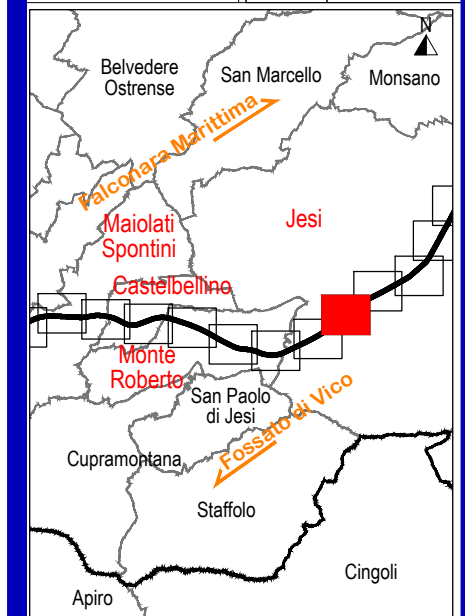 N
Belvedere
Ostrense
San Marcello
Monsano
Falconara Marittima
Maiolati
Spontini
Jesi
Castelbellino
Monte
Roberto
San Paolo
di Jesi
Fossato di Vico
Cupramontana
Staffolo
Cingoli
Apiro